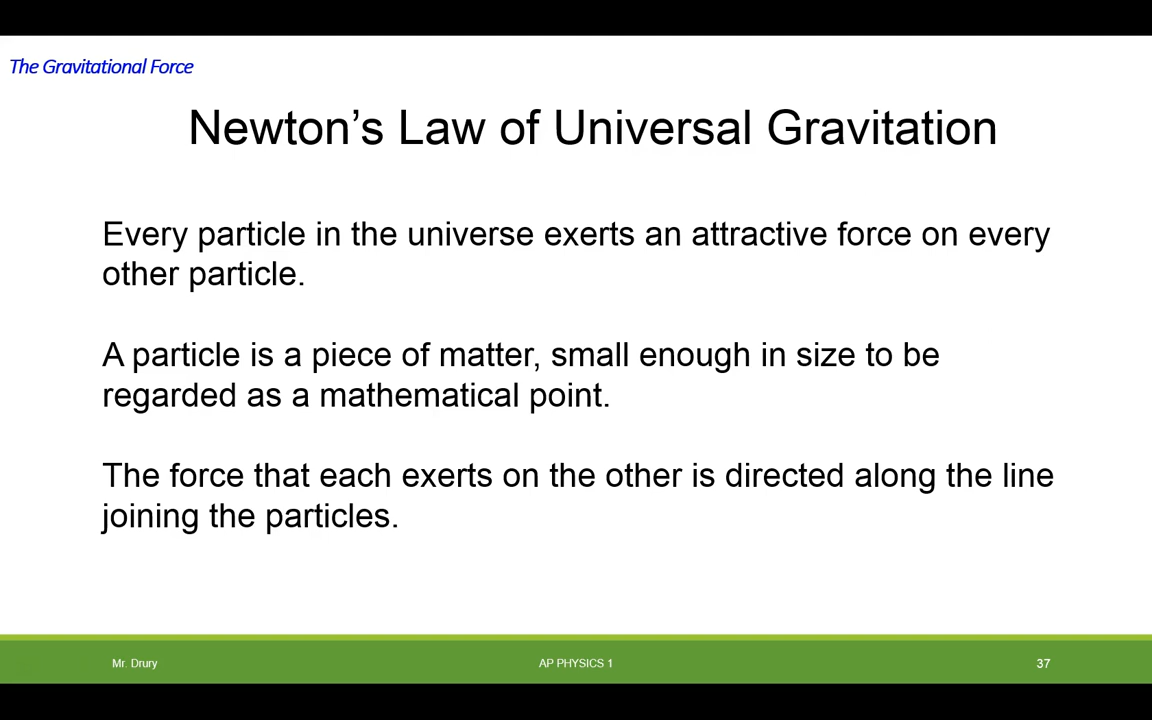 The Gravitational Force
Newton’s Law of Universal Gravitation
Every particle in the universe exerts an attractive force on every
other particle.
A particle is a piece of matter, small enough in size to be
regarded as a mathematical point.
The force that each exerts on the other is directed along the line
joining the particles.
Mr. Drury
AP PHYSICS 1
37